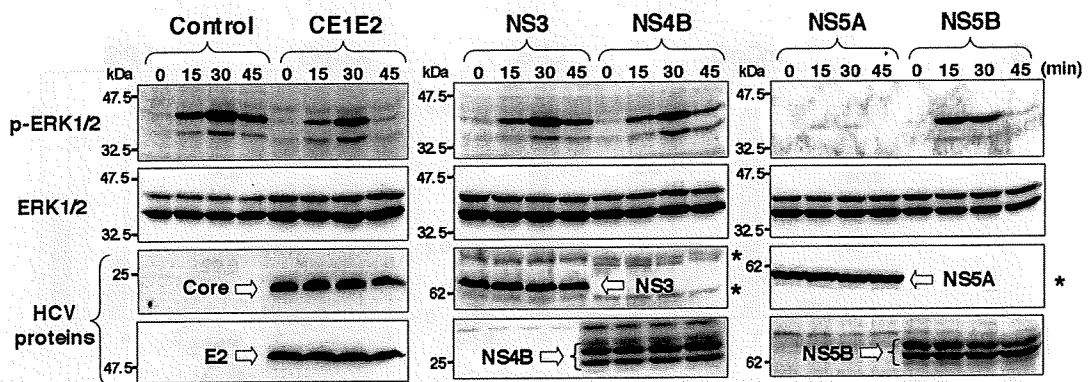 Control CE1E2 NS3 NS4B NS5A NS5B
kDa 0 15 30 45 0 15 30 45 kDa 0 15 30 45 0 15 30 45 kDa 0 15 30 45 0 15 30 45 (min)
47.5 47.5 47.5
p-ERK1/2
32.5 32.5 32.5
47.5 47.5 47.5
ERK1/2
32.5 32.5 32.5
25 Core 62 NS3 * * 62 NS5A *
HCV
proteins
47.5 E2 25 NS4B 62 NS5B